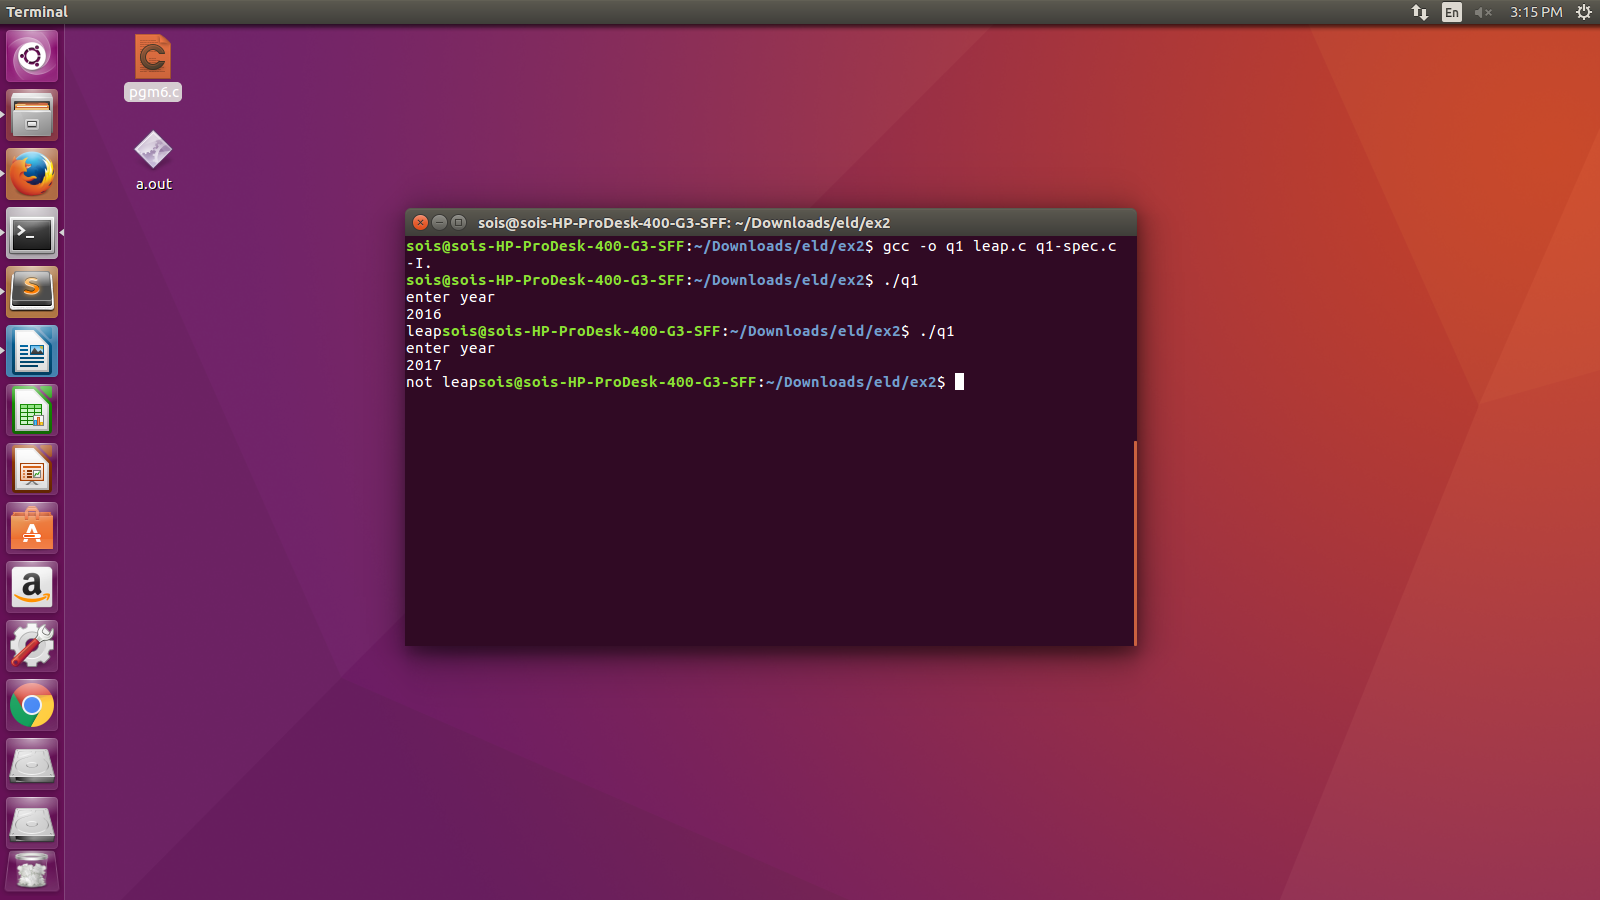 Terminal
En
3:15 PM
pgm6.c
a.out
sois@sois-HP-ProDesk-400-G3-SFF: ~/Downloads/eld/ex2
sois@sois-HP-ProDesk-400-G3-SFF:~/Downloads/eld/ex2$ gcc -o q1 leap.c q1-spec.c
-I.
sois@sois-HP-ProDesk-400-G3-SFF:~/Downloads/eld/ex2$ ./q1
enter year
2016
leapsois@sois-HP-ProDesk-400-G3-SFF:~/Downloads/eld/ex2$ ./q1
enter year
2017
not leapsois@sois-HP-ProDesk-400-G3-SFF:~/Downloads/eld/ex2$